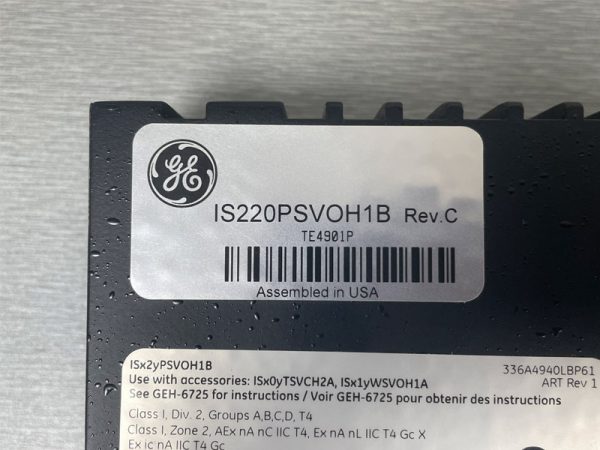 GE
IS220PSVOH1B Rev.C
TE4901P
Assembled in USA
ISx2yPSVOH1B
336A4940LBP61
Use with accessories: ISx0yTSVCH2A, ISx1yWSVOH1A
ART Rev 1
See GEH-6725 for instructions / Voir GEH-6725 pour obtenir des instructions
Class I, Div. 2, Groups A,B,C,D, T4
Class I, Zone 2, AEx nA nC IIC T4, Ex nA nL IIC T4 Gc X
Ex ic nA IIC T4 Gc